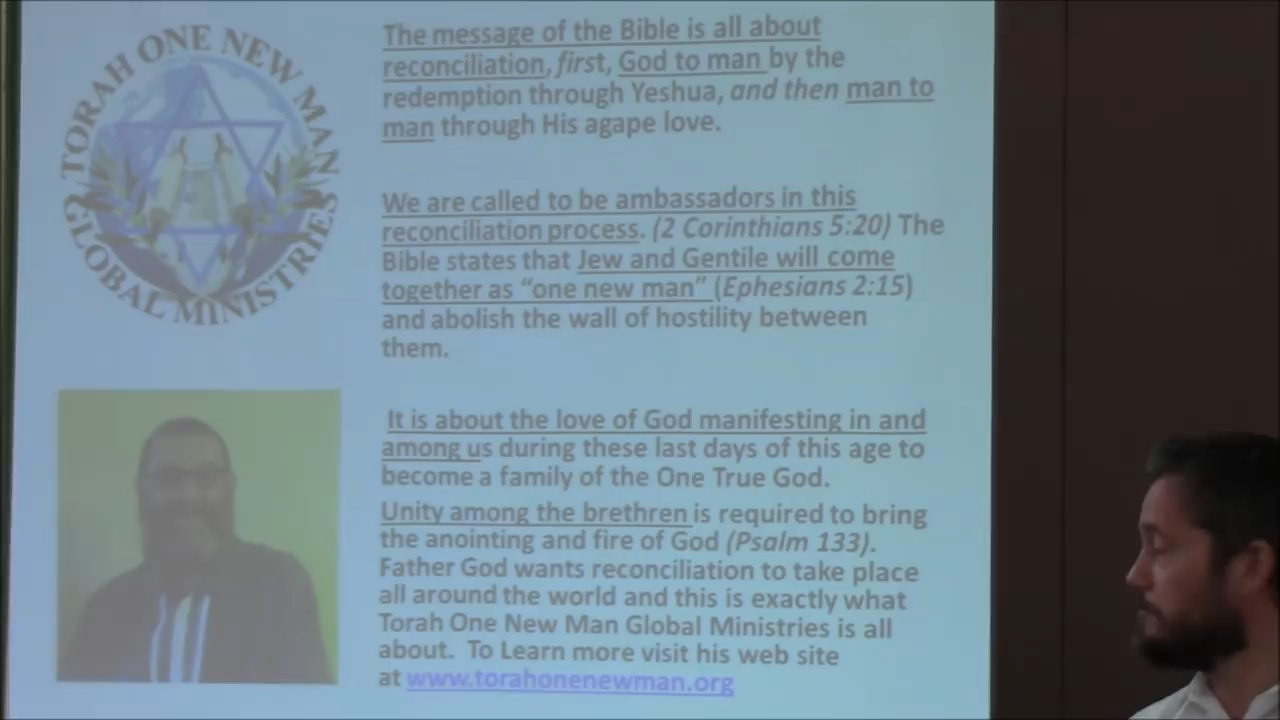 TORAH ONE NEW MAN
GLOBAL MINISTRIES
The message of the Bible is all about
reconciliation, first, God to man by the
redemption through Yeshua, and then man to
man through His agape love.
We are called to be ambassadors in this
reconciliation process. (2 Corinthians 5:20) The
Bible states that Jew and Gentile will come
together as “one new man” (Ephesians 2:15)
and abolish the wall of hostility between
them.
It is about the love of God manifesting in and
among us during these last days of this age to
become a family of the One True God.
Unity among the brethren is required to bring
the anointing and fire of God (Psalm 133).
Father God wants reconciliation to take place
all around the world and this is exactly what
Torah One New Man Global Ministries is all
about. To Learn more visit his web site
at www.torahonenewman.org